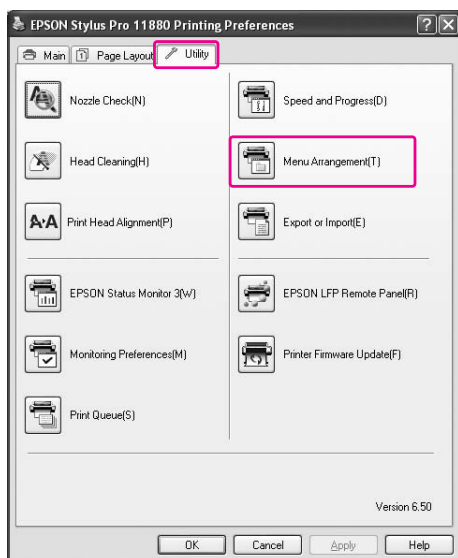 EPSON Stylus Pro 11880 Printing Preferences
Main Page Layout Utility
Nozzle Check(N)
Speed and Progress(D)
Head Cleaning(H)
Menu Arrangement(T)
Print Head Alignment(P)
Export or Import(E)
EPSON Status Monitor 3(W)
EPSON LFP Remote Panel(R)
Monitoring Preferences(M)
Printer Firmware Update(F)
Print Queue(S)
Version 6.50
OK Cancel Apply Help